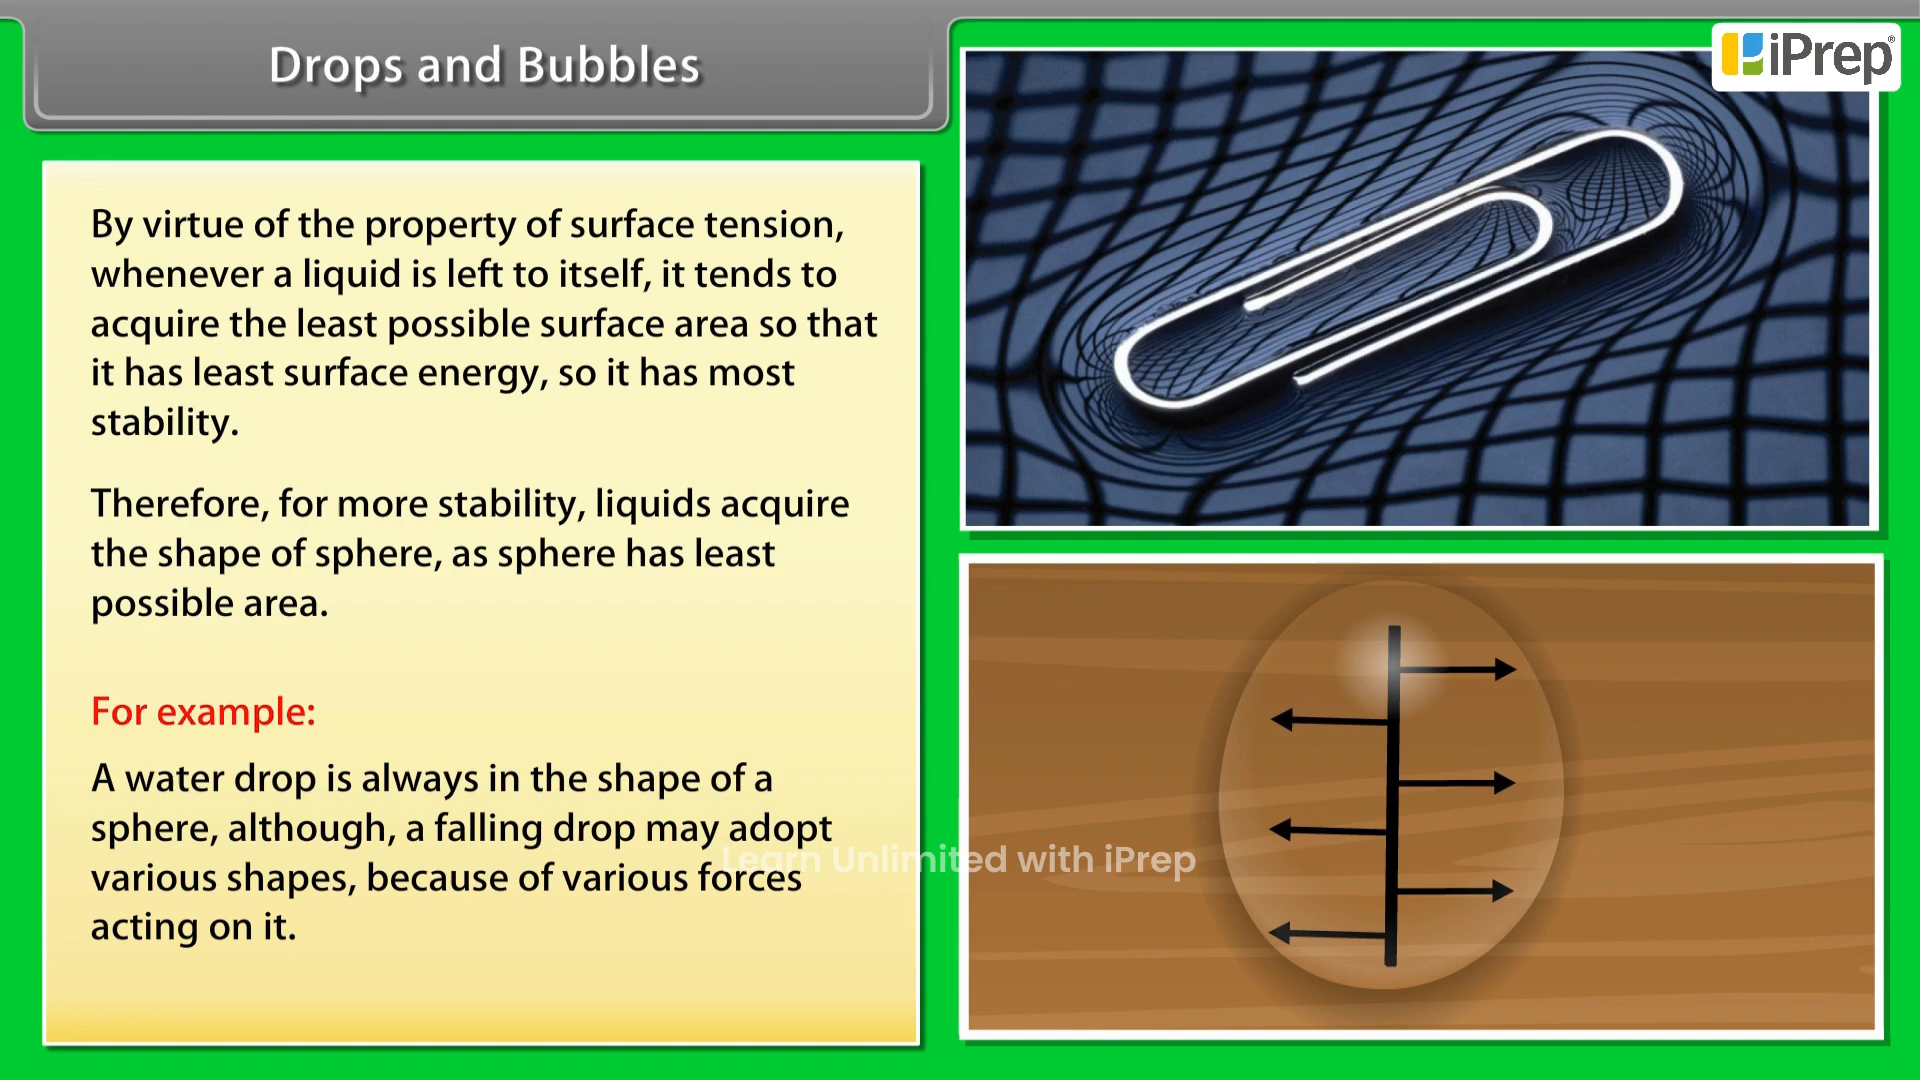 Drops and Bubbles
iPrep®
By virtue of the property of surface tension,
whenever a liquid is left to itself, it tends to
acquire the least possible surface area so that
it has least surface energy, so it has most
stability.
Therefore, for more stability, liquids acquire
the shape of sphere, as sphere has least
possible area.
For example:
A water drop is always in the shape of a
sphere, although, a falling drop may adopt
various shapes, because of various forces
acting on it.
Learn Unlimited with iPrep